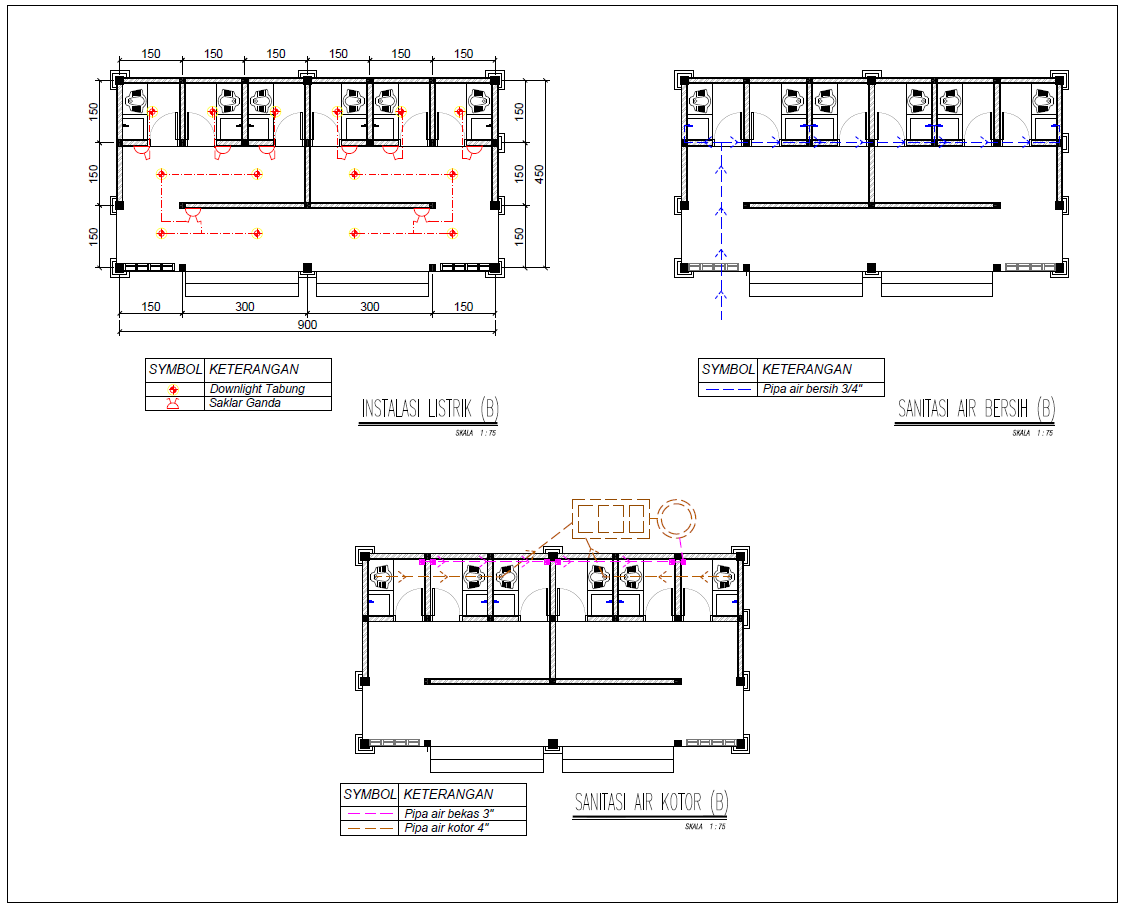 150 150 150 150 150 150
150
150
150
150
150
150
450
150 300 300 150
900
SYMBOL KETERANGAN
Downlight Tabung
Saklar Ganda
INSTALASI LISTRIK (B)
SKALA 1 : 75
SYMBOL KETERANGAN
Pipa air bersih 3/4"
SANITASI AIR BERSIH (B)
SKALA 1 : 75
SYMBOL KETERANGAN
Pipa air bekas 3"
Pipa air kotor 4"
SANITASI AIR KOTOR (B)
SKALA 1 : 75